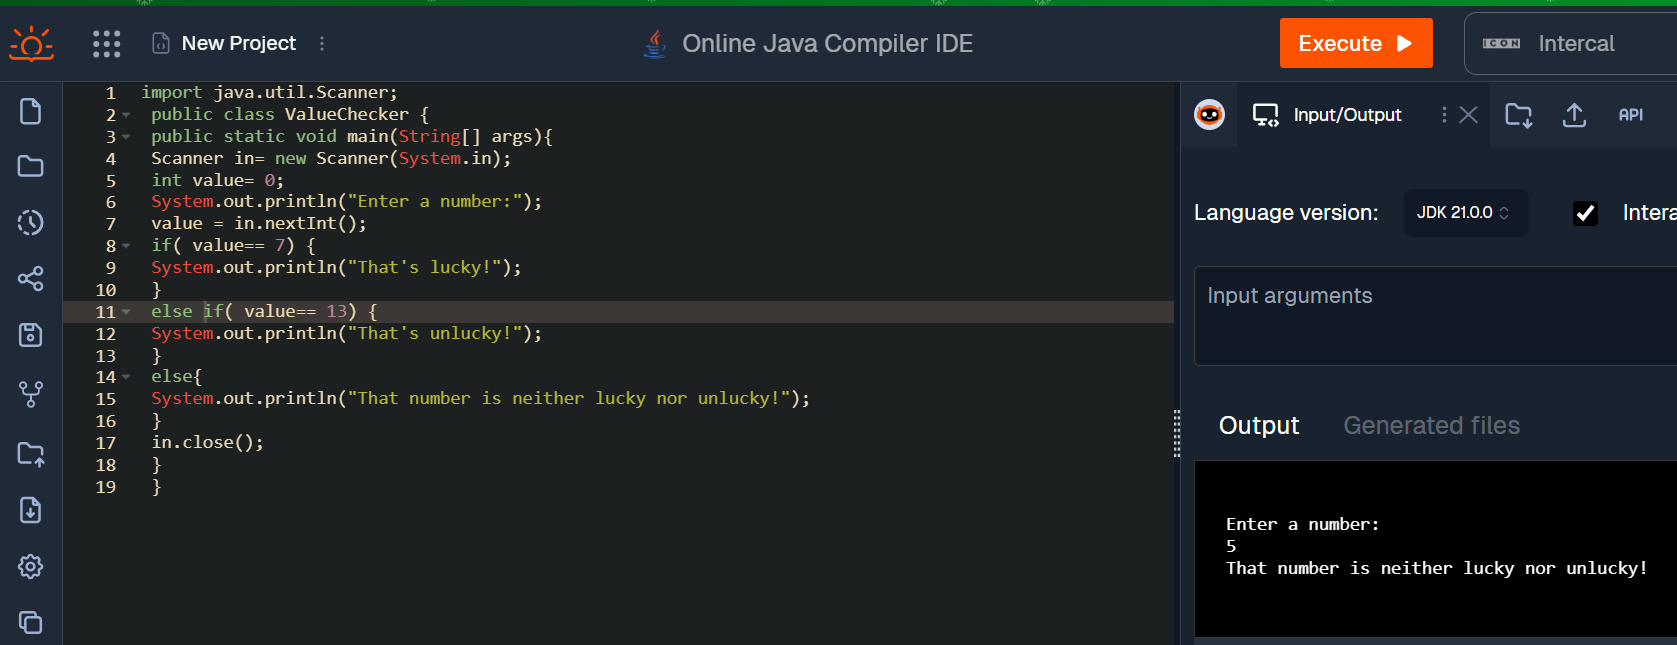 New Project
Online Java Compiler IDE
Execute
ICON
Intercal
1 import java.util.Scanner;
2 public class ValueChecker {
3 public static void main(String[] args){
4 Scanner in= new Scanner(System.in);
5 int value= 0;
6 System.out.println("Enter a number:");
7 value = in.nextInt();
8 if( value== 7) {
9 System.out.println("That's lucky!");
10 }
11 else if( value== 13) {
12 System.out.println("That's unlucky!");
13 }
14 else{
15 System.out.println("That number is neither lucky nor unlucky!");
16 }
17 in.close();
18 }
19 }
Input/Output
API
Language version:
JDK 21.0.0
Intera
Input arguments
Output
Generated files
Enter a number:
5
That number is neither lucky nor unlucky!